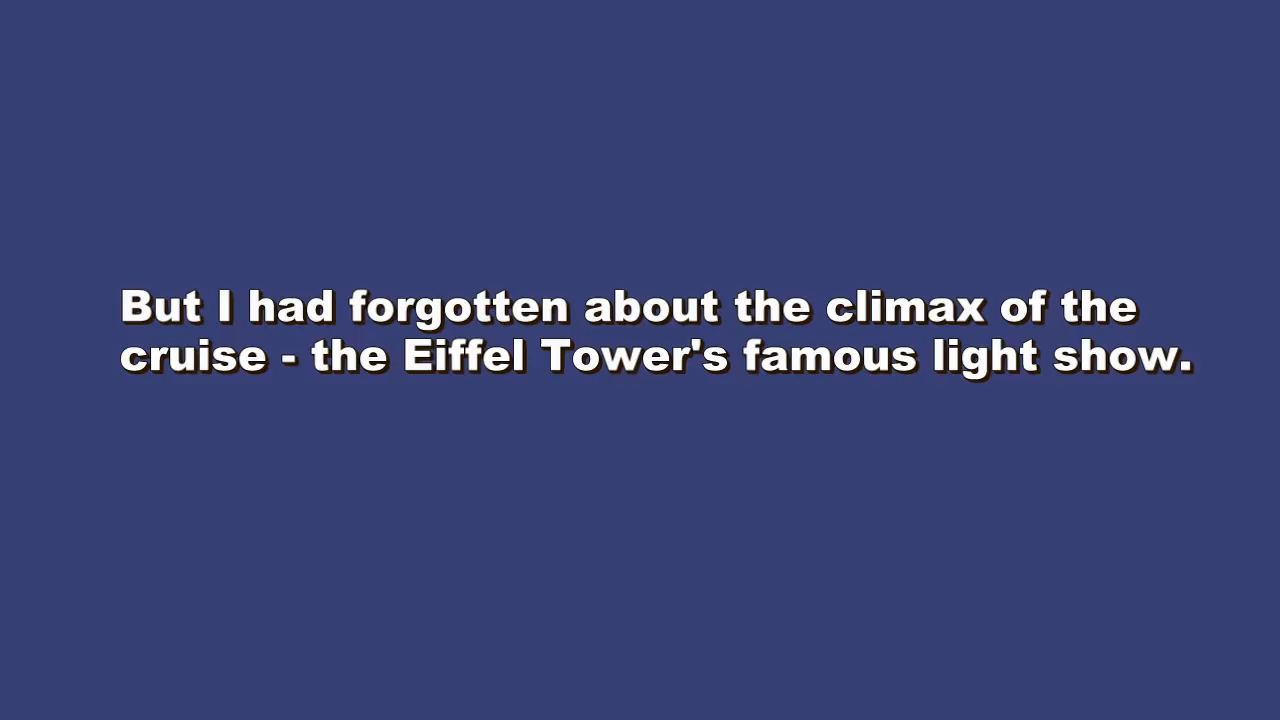 But I had forgotten about the climax of the
cruise - the Eiffel Tower's famous light show.